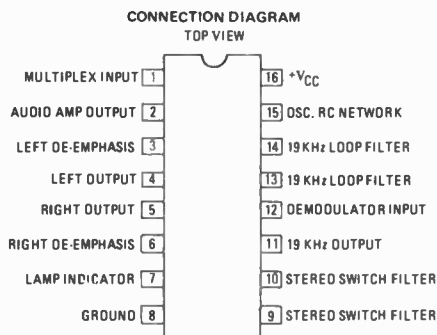 CONNECTION DIAGRAM
TOP VIEW
MULTIPLEX INPUT 1
16 +VCC
AUDIO AMP OUTPUT 2
15 OSC. RC NETWORK
LEFT DE-EMPHASIS 3
14 19 KHz LOOP FILTER
LEFT OUTPUT 4
13 19 KHz LOOP FILTER
RIGHT OUTPUT 5
12 DEMODULATOR INPUT
RIGHT DE-EMPHASIS 6
11 19 KHz OUTPUT
LAMP INDICATOR 7
10 STEREO SWITCH FILTER
GROUND 8
9 STEREO SWITCH FILTER